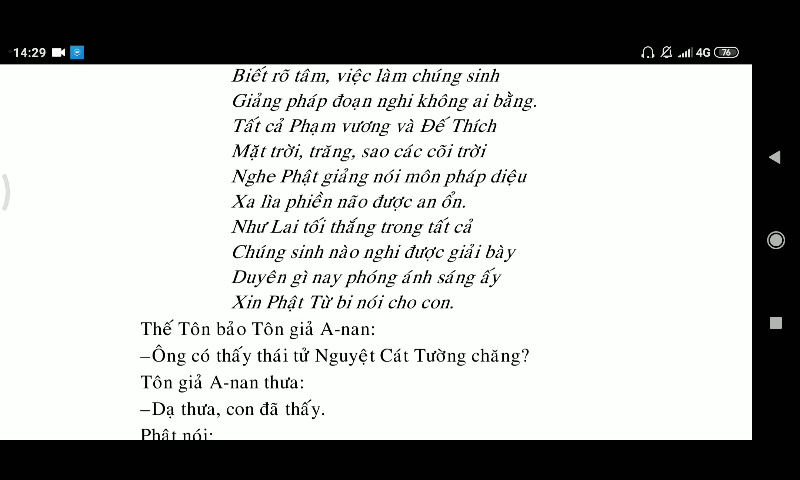 14:29
4G 76
Biết rõ tâm, việc làm chúng sinh
Giảng pháp đoạn nghi không ai bằng.
Tất cả Phạm vương và Đế Thích
Mặt trời, trăng, sao các cõi trời
Nghe Phật giảng nói môn pháp diệu
Xa lìa phiền não được an ổn.
Như Lai tối thắng trong tất cả
Chúng sinh nào nghi được giải bày
Duyên gì nay phóng ánh sáng ấy
Xin Phật Từ bi nói cho con.
Thế Tôn bảo Tôn giả A-nan:
–Ông có thấy thái tử Nguyệt Cát Tường chăng?
Tôn giả A-nan thưa:
–Dạ thưa, con đã thấy.
Phật nói: